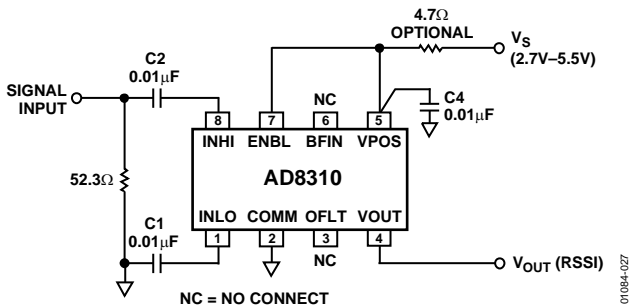 4.7Ω
OPTIONAL
VS
(2.7V–5.5V)
C2
0.01μF
SIGNAL
INPUT
NC
C4
0.01μF
8
7
6
5
INHI
ENBL
BFIN
VPOS
52.3Ω
AD8310
C1
0.01μF
INLO
COMM
OFLT
VOUT
1
2
3
4
NC
VOUT (RSSI)
NC = NO CONNECT
01084-027